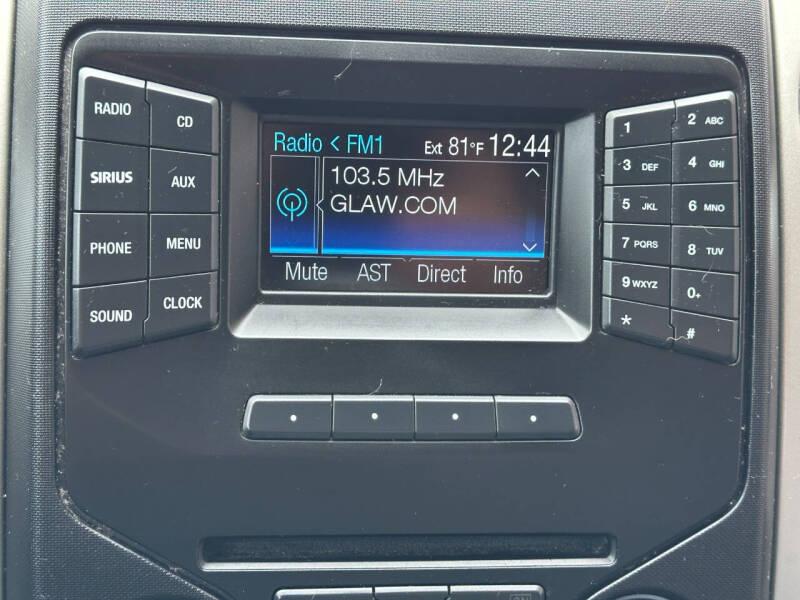 RADIO
CD
SIRIUS
AUX
PHONE
MENU
SOUND
CLOCK
Radio < FM1 Ext 81°F 12:44
103.5 MHz
GLAW.COM
Mute AST Direct Info
1
2 ABC
3 DEF
4 GHI
5 JKL
6 MNO
7 PQRS
8 TUV
9 WXYZ
0+
*
#